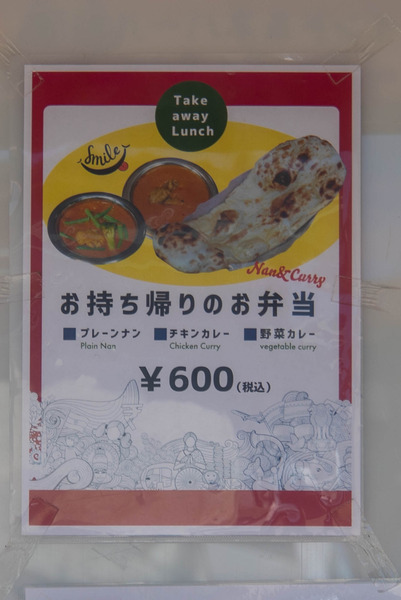 Take
away
Lunch
Smile
Nan&Curry
お持ち帰りのお弁当
プレーンナン チキンカレー 野菜カレー
Plain Nan Chicken Curry vegetable curry
¥600(税込)